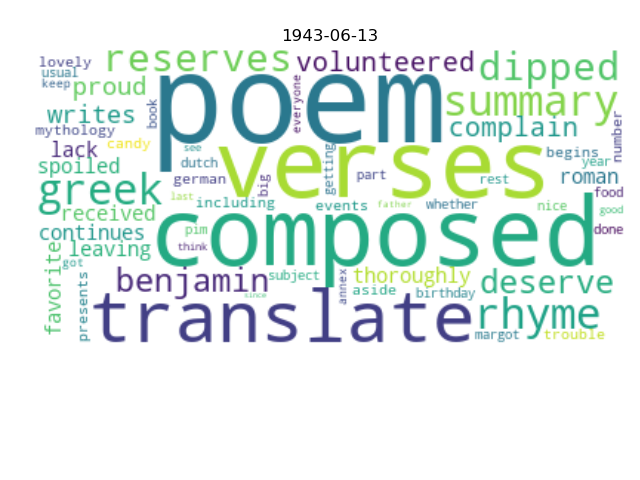 1943-06-13
lovely
reserves
volunteered
dipped
usual
keep
proud
poem
everyone
summary
book
writes
complain
number
mythology
candy
lack
see
verses
getting
begins
spoiled
dutch
year
german
big
part
rest
roman
greek
last
including
events
father
whether
nice
food
received
good
composed
continues
pim
done
leaving
think
favorite
got
benjamin
subject
annex
thoroughly
deserve
presents
since
aside
birthday
translate
rhyme
margot
trouble